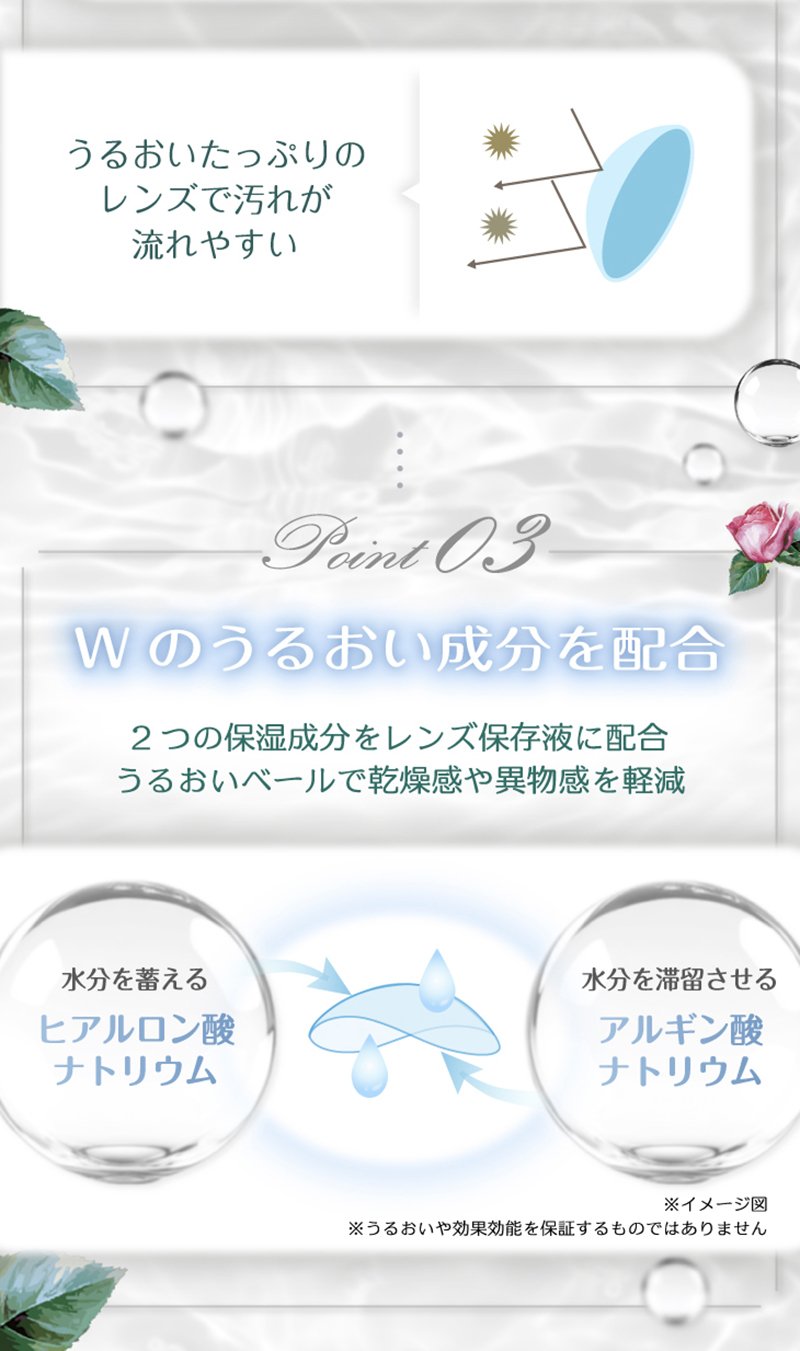 うるおいたっぷりの
レンズで汚れが
流れやすい
Point 03
Wのうるおい成分を配合
2つの保湿成分をレンズ保存液に配合
うるおいベールで乾燥感や異物感を軽減
水分を蓄える
ヒアルロン酸
ナトリウム
水分を滞留させる
アルギン酸
ナトリウム
※イメージ図
※うるおいや効果効能を保証するものではありません